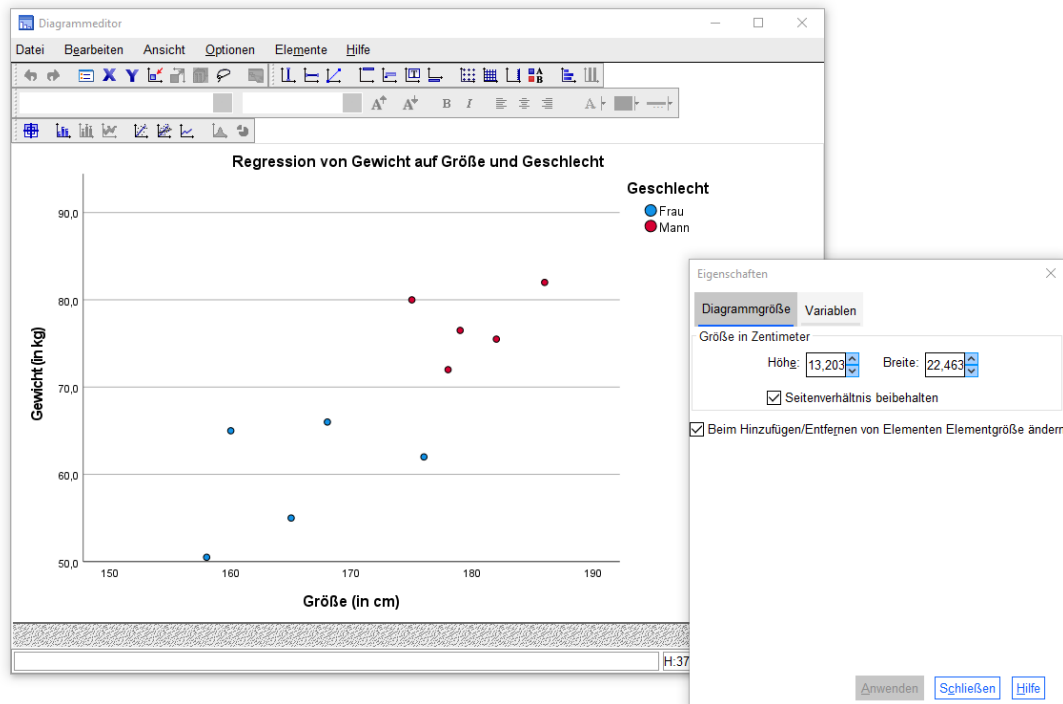 Diagrammeditor
Datei Bearbeiten Ansicht Optionen Elemente Hilfe
X Y
A B I A
Regression von Gewicht auf Größe und Geschlecht
Geschlecht
Frau
Mann
90,0
80,0
70,0
60,0
50,0
Gewicht (in kg)
150 160 170 180 190
Größe (in cm)
H:37
Eigenschaften
Diagrammgröße Variablen
Größe in Zentimeter
Höhe: 13,203 Breite: 22,463
Seitenverhältnis beibehalten
Beim Hinzufügen/Entfernen von Elementen Elementgröße ändern
Anwenden Schließen Hilfe